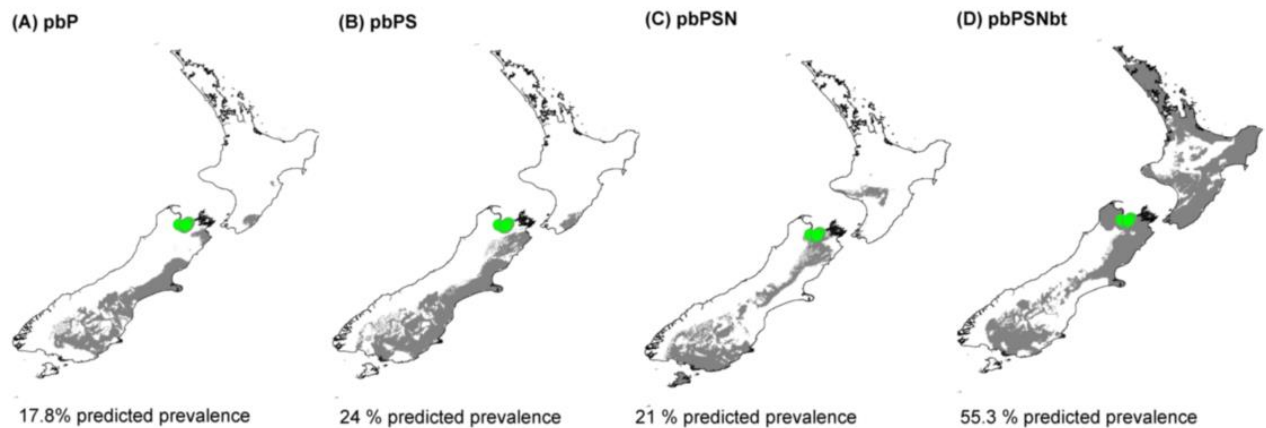 (A) pbP
(B) pbPS
(C) pbPSN
(D) pbPSNbt
17.8% predicted prevalence
24 % predicted prevalence
21 % predicted prevalence
55.3 % predicted prevalence